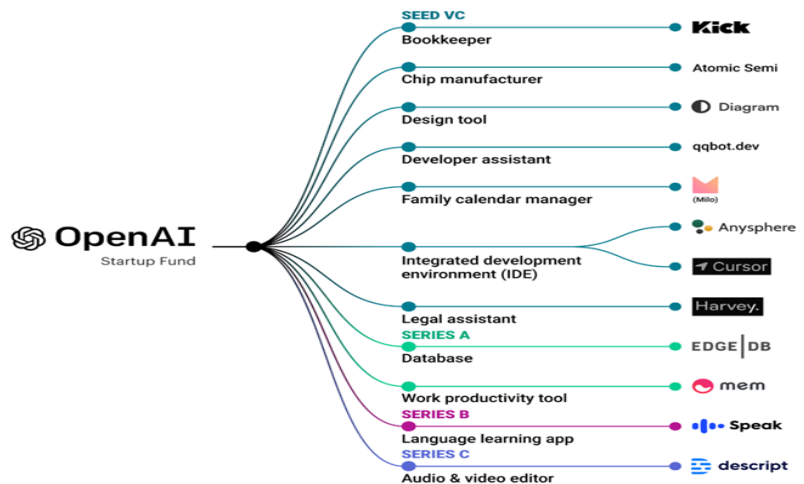 SEED VC
Bookkeeper
Kick
Chip manufacturer
Atomic Semi
Design tool
Diagram
Developer assistant
qqbot.dev
Family calendar manager
(Milo)
OpenAI
Startup Fund
Integrated development
environment (IDE)
Anysphere
Cursor
Legal assistant
Harvey.
SERIES A
Database
EDGE|DB
Work productivity tool
mem
SERIES B
Language learning app
Speak
SERIES C
Audio & video editor
descript